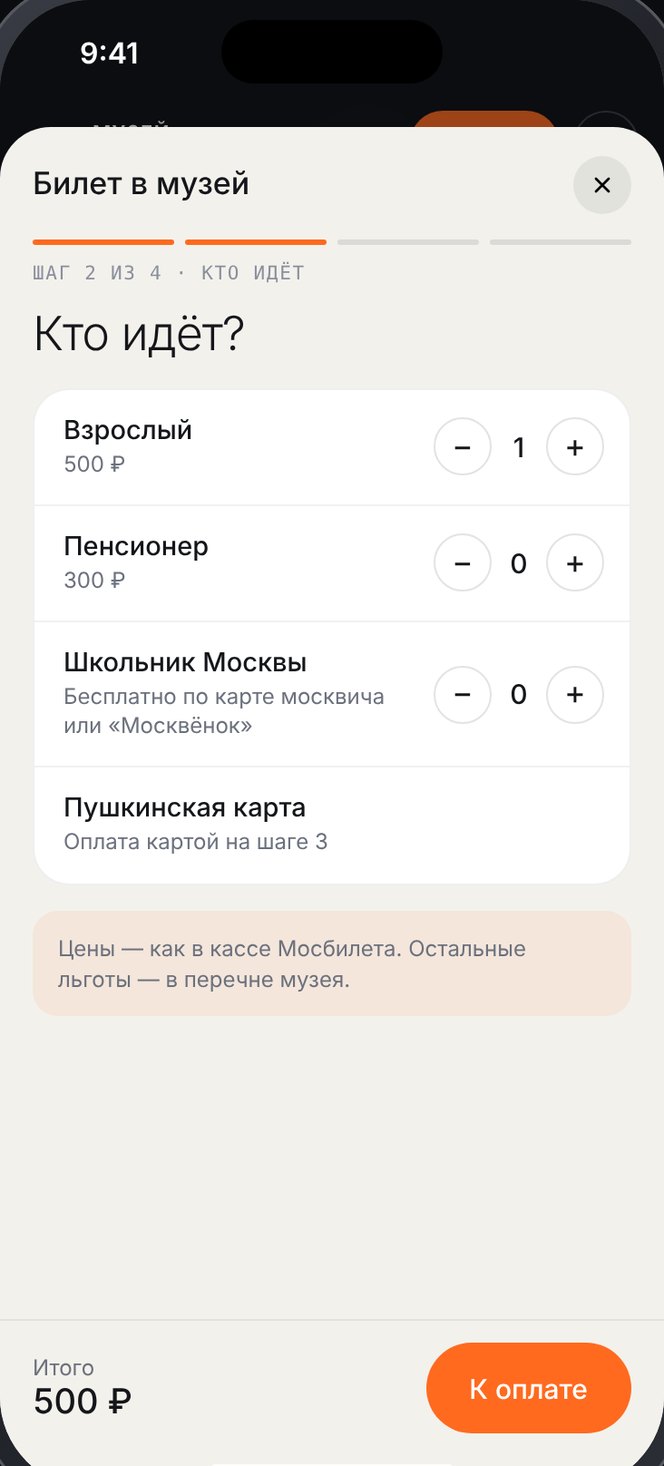 9:41
Билет в музей
ШАГ 2 ИЗ 4 · КТО ИДЁТ
Кто идёт?
Взрослый
500 ₽
− 1 +
Пенсионер
300 ₽
− 0 +
Школьник Москвы
Бесплатно по карте москвича
или «Москвёнок»
− 0 +
Пушкинская карта
Оплата картой на шаге 3
Цены — как в кассе Мосбилета. Остальные
льготы — в перечне музея.
Итого
500 ₽
К оплате